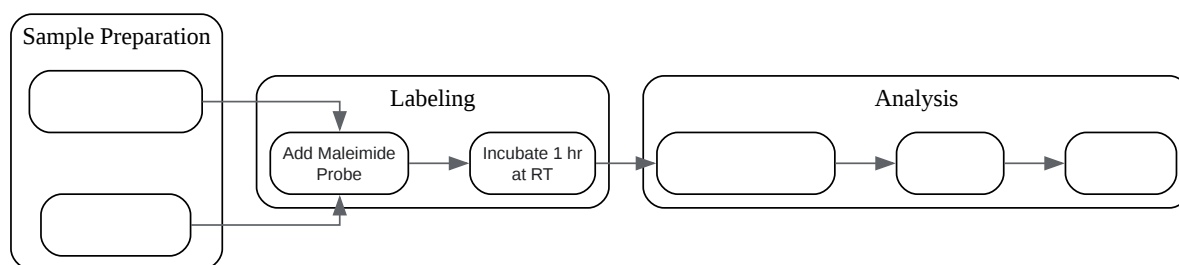 Sample Preparation
Labeling
Add Maleimide
Probe
Incubate 1 hr
at RT
Analysis